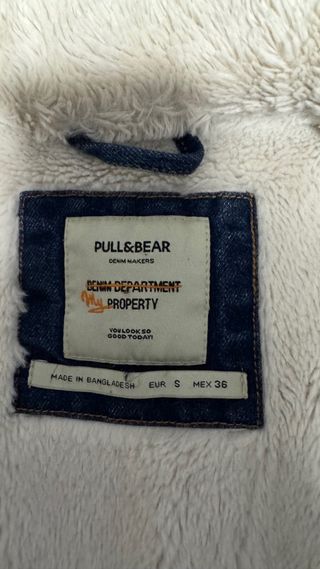 PULL&BEAR
DENIM MAKERS
DENIM DEPARTMENT
My PROPERTY
YOU LOOK SO
GOOD TODAY!
MADE IN BANGLADESH EUR S MEX 36